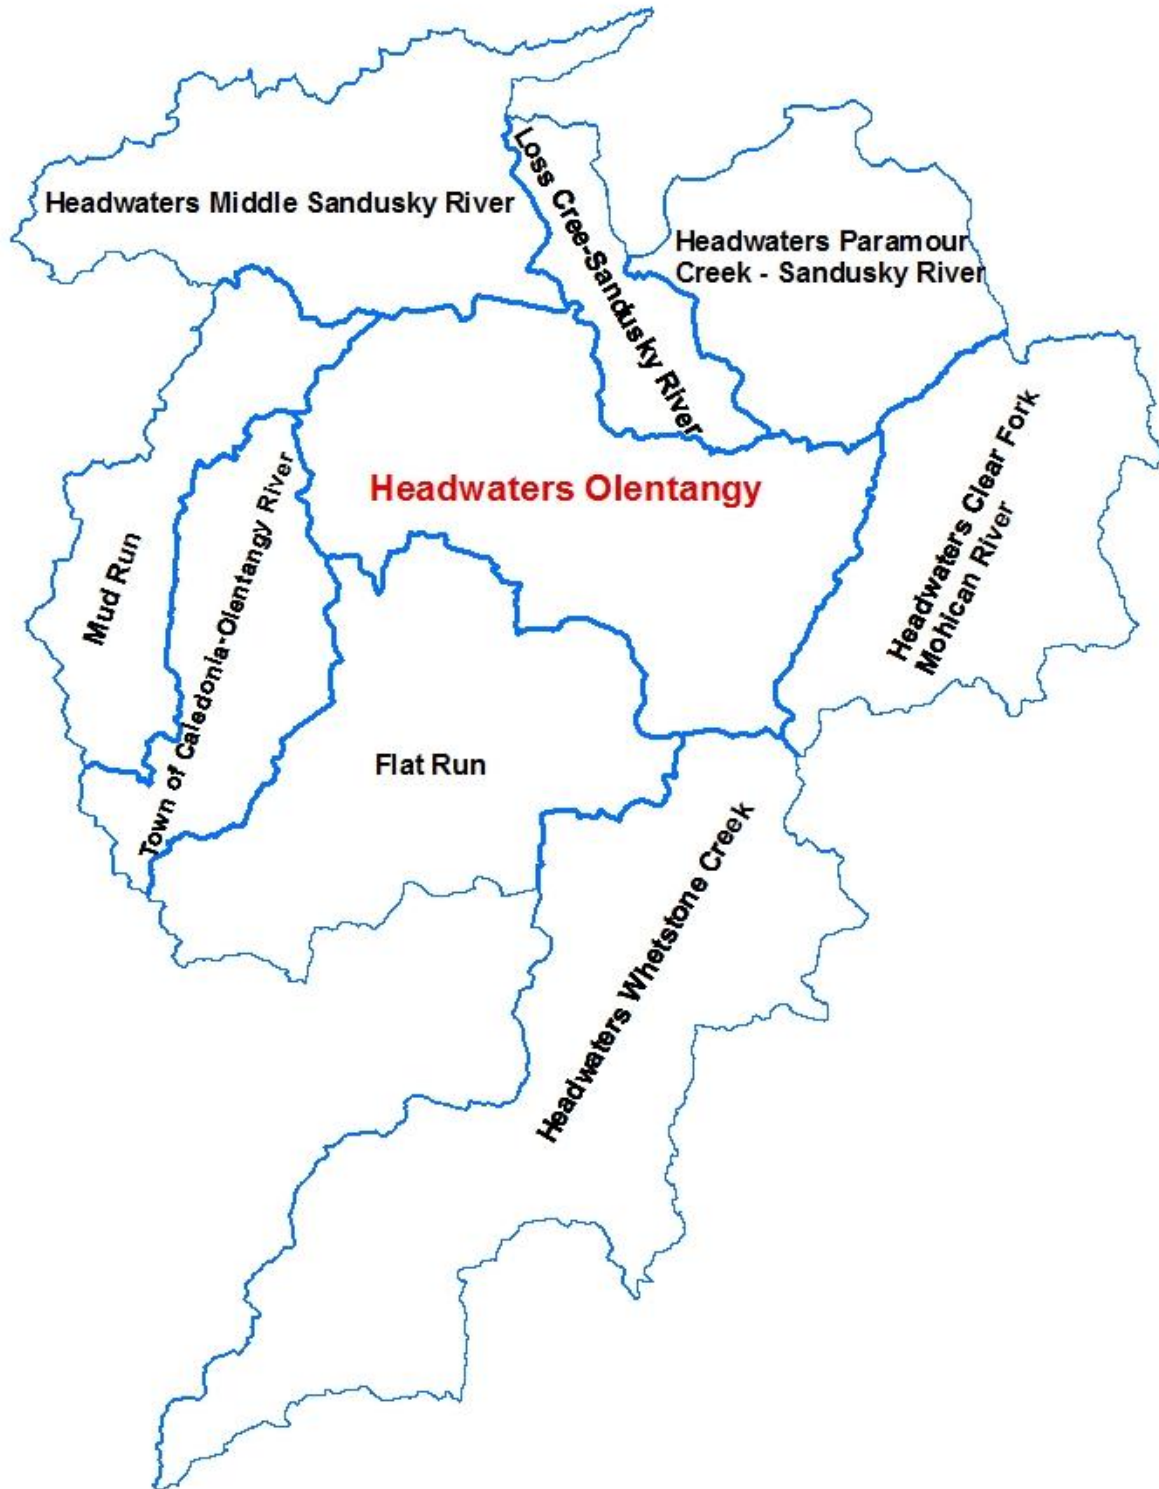 Headwaters Middle Sandusky River
Loss Cree-Sandusky River
Headwaters Paramour
Creek - Sandusky River
Headwaters Olentangy
Headwaters Clear Fork
Mohican River
Mud Run
Town of Caledonia-Olentangy River
Flat Run
Headwaters Whetstone Creek